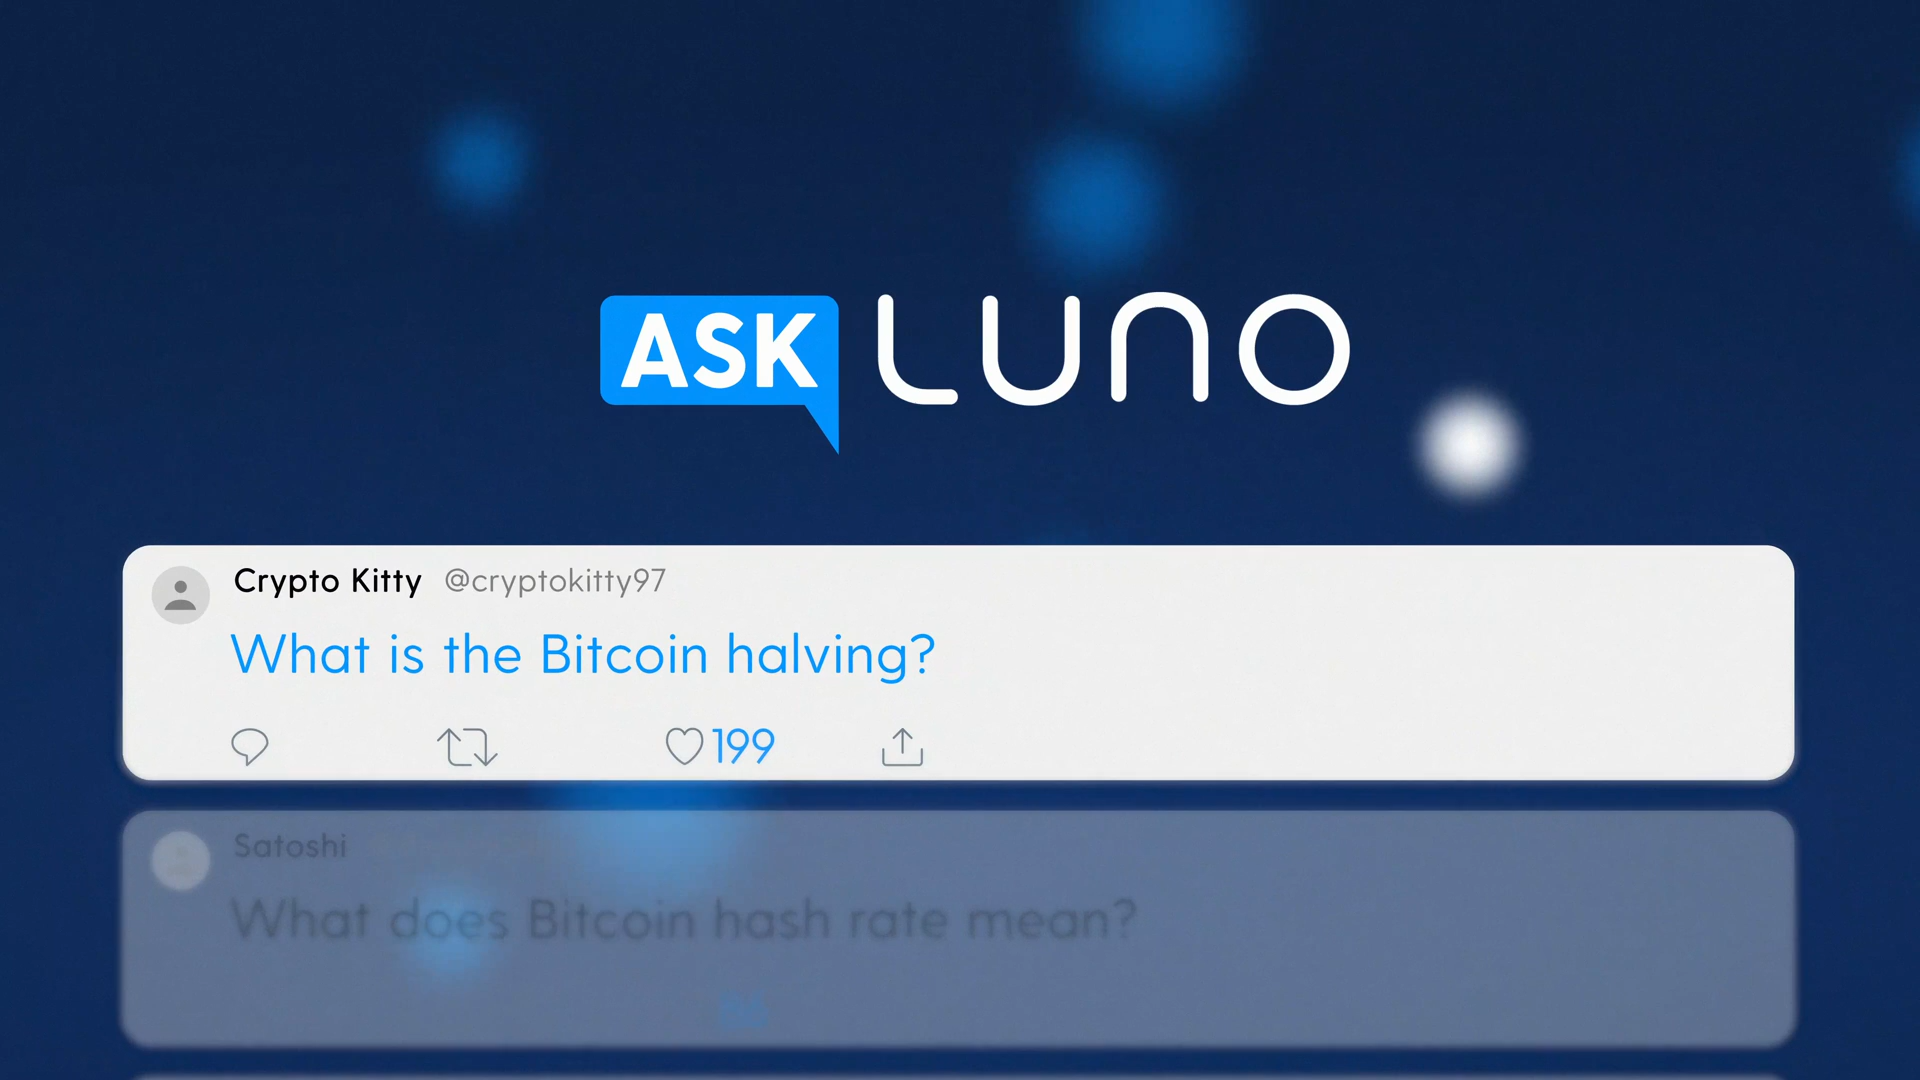 ASK LUNO
Crypto Kitty @cryptokitty97
What is the Bitcoin halving?
199
Satoshi
What does Bitcoin hash rate mean?